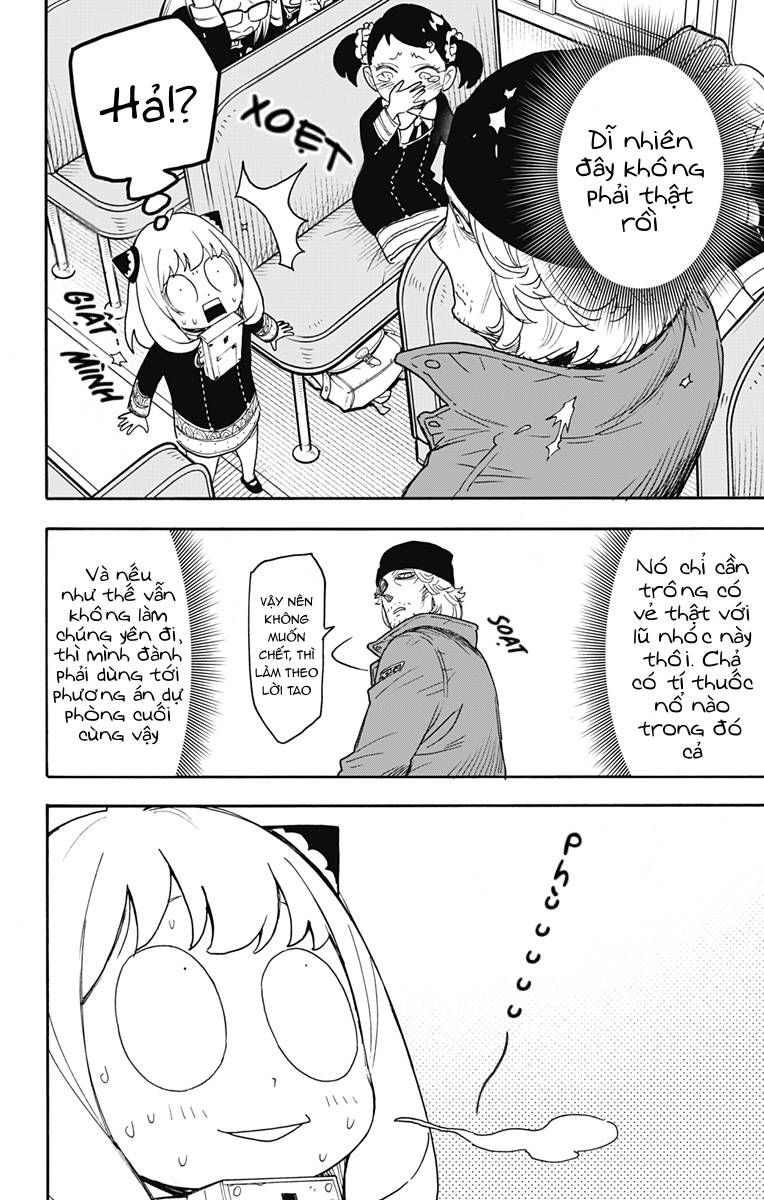 Dĩ nhiên
đây không
phải thật
rồi
Hả!?
XOẸT
GIẬT
MÌNH
Nó chỉ cần
trông có
vẻ thật với
lũ nhóc này
thôi. Chả
có tí thuốc
nổ nào
trong đó
cả
SOẠT
VẬY NÊN
KHÔNG
MUỐN
CHẾT, THÌ
LÀM THEO
LỜI TAO
Và nếu
như thế vẫn
không làm
chúng yên đi,
thì mình đành
phải dùng tới
phương án dự
phòng cuối
cùng vậy
Phùuuuuu